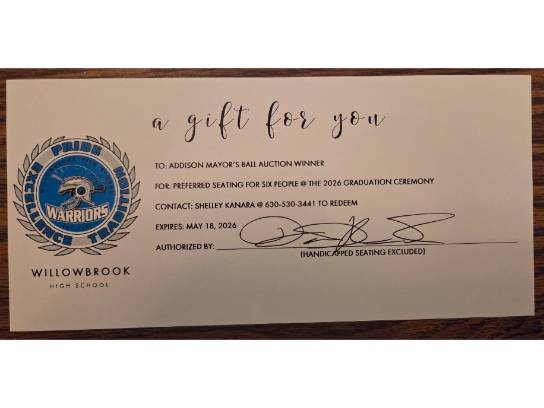 a gift for you
TO: ADDISON MAYOR'S BALL AUCTION WINNER
FOR: PREFERRED SEATING FOR SIX PEOPLE @ THE 2026 GRADUATION CEREMONY
CONTACT: SHELLEY KANARA @ 630-530-3441 TO REDEEM
EXPIRES: MAY 18, 2026
AUTHORIZED BY:
(HANDICAPPED SEATING EXCLUDED)
PRIDE
EXCELLENCE
TRADITION
WARRIORS
WILLOWBROOK
HIGH SCHOOL